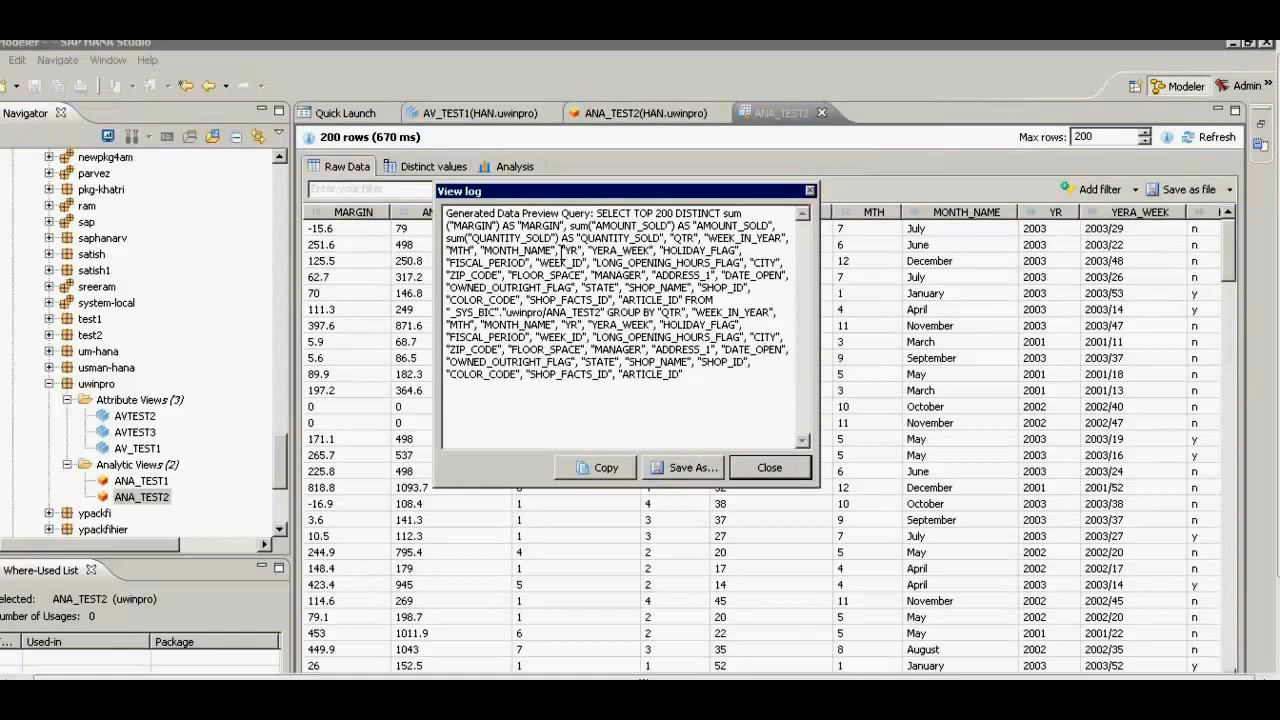 Modeler - - SAP HANA Studio
Edit Navigate Window Help
Modeler Admin »
Navigator
newpkg4am
parvez
pkg-khatri
ram
sap
saphanarv
satish
satish1
sreeram
system-local
test1
test2
um-hana
usman-hana
uwinpro
Attribute Views (3)
AVTEST2
AVTEST3
AV_TEST1
Analytic Views (2)
ANA_TEST1
ANA_TEST2
ypackfi
ypackfihier
Where-Used List
elected: ANA_TEST2 (uwinpro)
umber of Usages: 0
Used-in Package
Quick Launch AV_TEST1(HAN.uwinpro) ANA_TEST2(HAN.uwinpro) ANA_TEST2
200 rows (670 ms) Max rows: 200 Refresh
Raw Data Distinct values Analysis
Enter your filter Add filter Save as file
View log
Generated Data Preview Query: SELECT TOP 200 DISTINCT sum
("MARGIN") AS "MARGIN", sum("AMOUNT_SOLD") AS "AMOUNT_SOLD",
sum("QUANTITY_SOLD") AS "QUANTITY_SOLD", "QTR", "WEEK_IN_YEAR",
"MTH", "MONTH_NAME", "YR", "YERA_WEEK", "HOLIDAY_FLAG",
"FISCAL_PERIOD", "WEEK_ID", "LONG_OPENING_HOURS_FLAG", "CITY",
"ZIP_CODE", "FLOOR_SPACE", "MANAGER", "ADDRESS_1", "DATE_OPEN",
"OWNED_OUTRIGHT_FLAG", "STATE", "SHOP_NAME", "SHOP_ID",
"COLOR_CODE", "SHOP_FACTS_ID", "ARTICLE_ID" FROM
"_SYS_BIC"."uwinpro/ANA_TEST2" GROUP BY "QTR", "WEEK_IN_YEAR",
"MTH", "MONTH_NAME", "YR", "YERA_WEEK", "HOLIDAY_FLAG",
"FISCAL_PERIOD", "WEEK_ID", "LONG_OPENING_HOURS_FLAG", "CITY",
"ZIP_CODE", "FLOOR_SPACE", "MANAGER", "ADDRESS_1", "DATE_OPEN",
"OWNED_OUTRIGHT_FLAG", "STATE", "SHOP_NAME", "SHOP_ID",
"COLOR_CODE", "SHOP_FACTS_ID", "ARTICLE_ID"
Copy Save As... Close
MARGIN MTH MONTH_NAME YR YERA_WEEK
-15.6 79 7 July 2003 2003/29 n
251.6 498 6 June 2003 2003/22 n
125.5 250.8 12 December 2003 2003/48 n
62.7 317.2 7 July 2003 2003/26 n
70 146.8 1 January 2003 2003/53 y
111.3 249 4 April 2003 2003/14 y
397.6 871.6 11 November 2003 2003/47 n
5.9 68.7 3 March 2001 2001/11 n
5.6 86.5 9 September 2003 2003/37 n
89.9 182.3 5 May 2001 2001/18 n
197.2 364.6 3 March 2001 2001/13 n
0 0 10 October 2002 2002/40 n
0 0 11 November 2002 2002/47 n
171.1 498 5 May 2003 2003/19 y
265.7 537 5 May 2003 2003/16 y
225.8 498 6 June 2003 2003/24 n
818.8 1093.7 12 December 2001 2001/52 n
-16.9 108.4 1 4 38 10 October 2003 2003/38 n
3.6 141.3 1 3 37 9 September 2003 2003/37 n
10.5 112.3 1 3 27 7 July 2003 2003/27 n
244.9 795.4 4 2 20 5 May 2002 2002/20 n
148.4 179 1 2 17 4 April 2002 2002/17 n
423.4 945 5 2 14 4 April 2003 2003/14 y
114.6 269 1 4 45 11 November 2002 2002/45 n
79.1 198.7 1 2 20 5 May 2002 2002/20 n
453 1011.9 6 2 22 5 May 2001 2001/22 n
449.9 1043 7 3 35 8 August 2002 2002/35 n
26 152.5 1 1 52 1 January 2003 2003/52 y